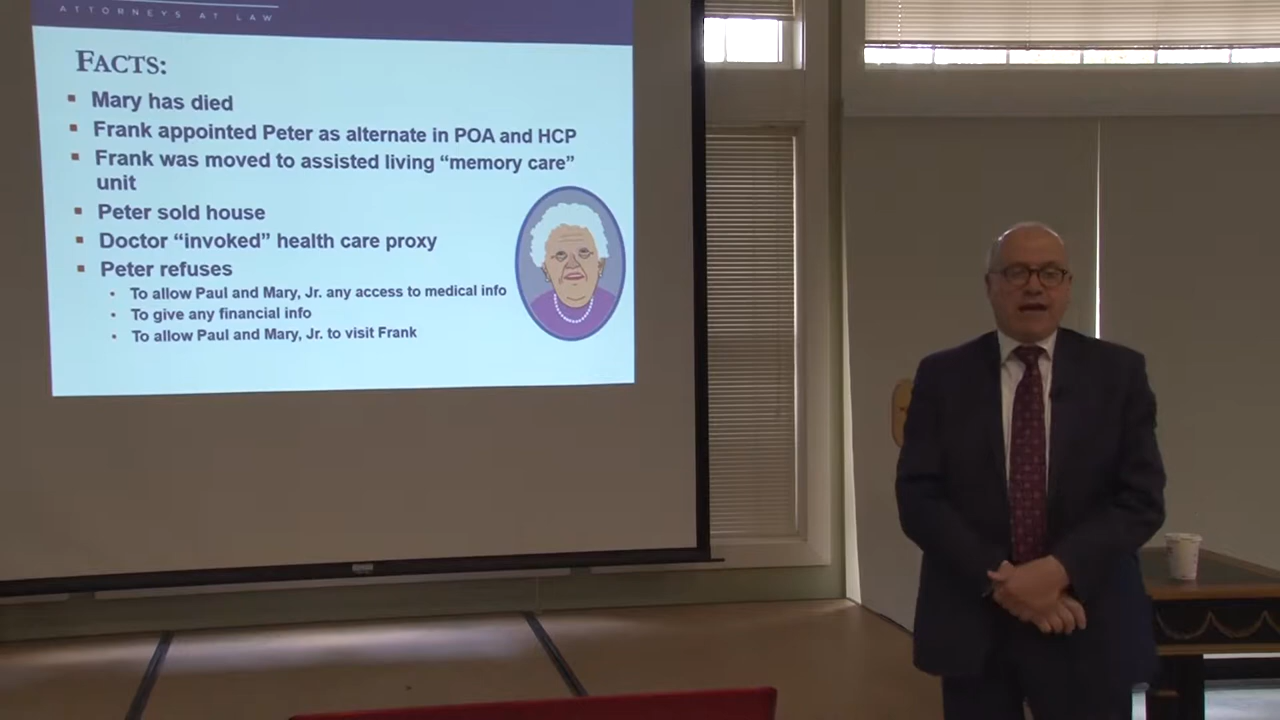 ATTORNEYS AT LAW
FACTS:
▪ Mary has died
▪ Frank appointed Peter as alternate in POA and HCP
▪ Frank was moved to assisted living “memory care”
unit
▪ Peter sold house
▪ Doctor “invoked” health care proxy
▪ Peter refuses
• To allow Paul and Mary, Jr. any access to medical info
• To give any financial info
• To allow Paul and Mary, Jr. to visit Frank